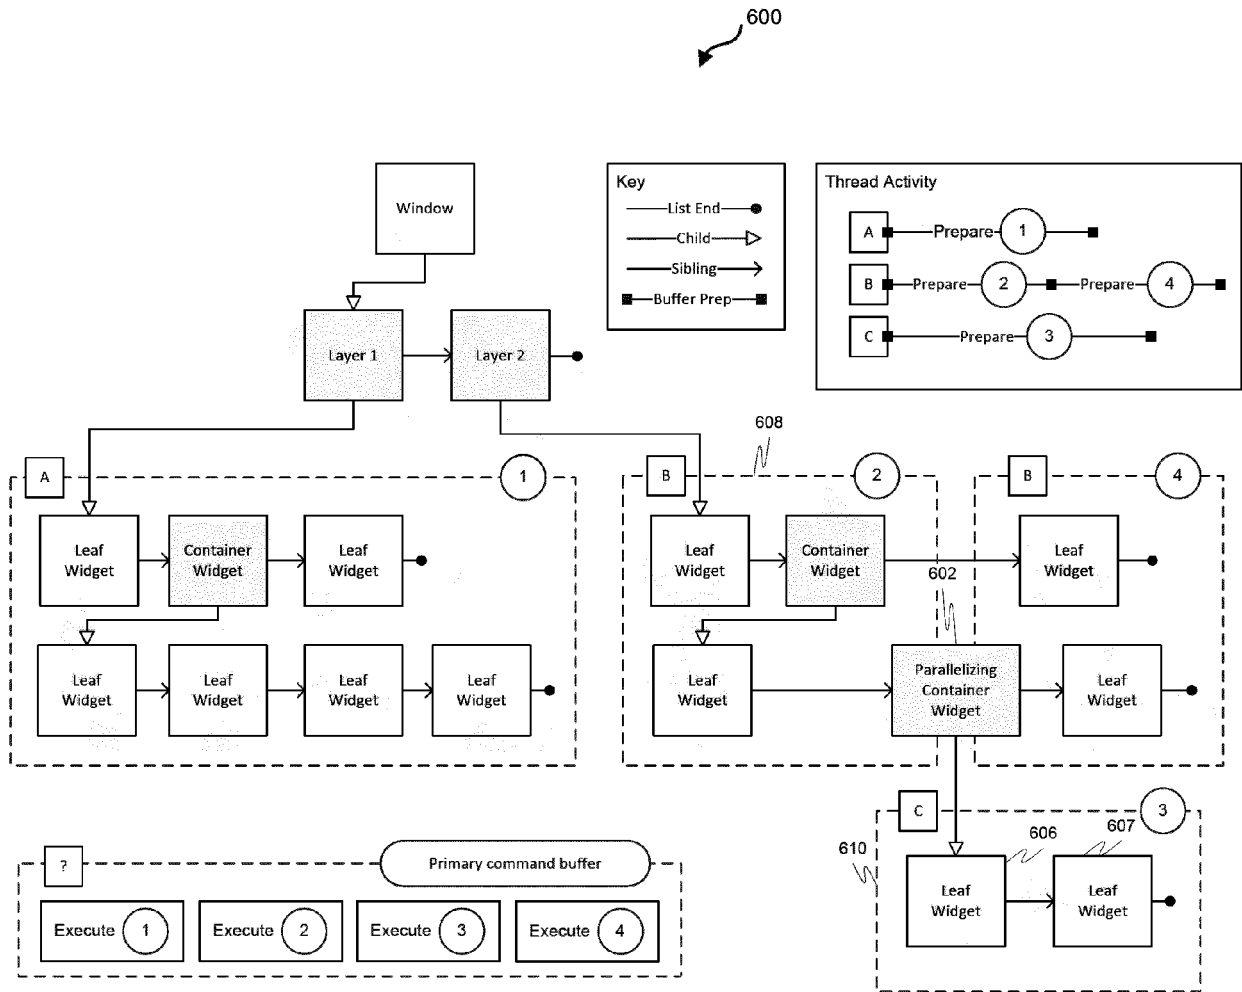 600
Window
Key
List End
Child
Sibling
Buffer Prep
Thread Activity
A
Prepare
1
B
Prepare
2
Prepare
4
C
Prepare
3
Layer 1
Layer 2
608
A
1
B
2
B
4
Leaf
Widget
Container
Widget
Leaf
Widget
Leaf
Widget
Container
Widget
602
Leaf
Widget
Leaf
Widget
Leaf
Widget
Leaf
Widget
Leaf
Widget
Leaf
Widget
Parallelizing
Container
Widget
Leaf
Widget
C
3
610
606
607
Leaf
Widget
Leaf
Widget
?
Primary command buffer
Execute 1
Execute 2
Execute 3
Execute 4